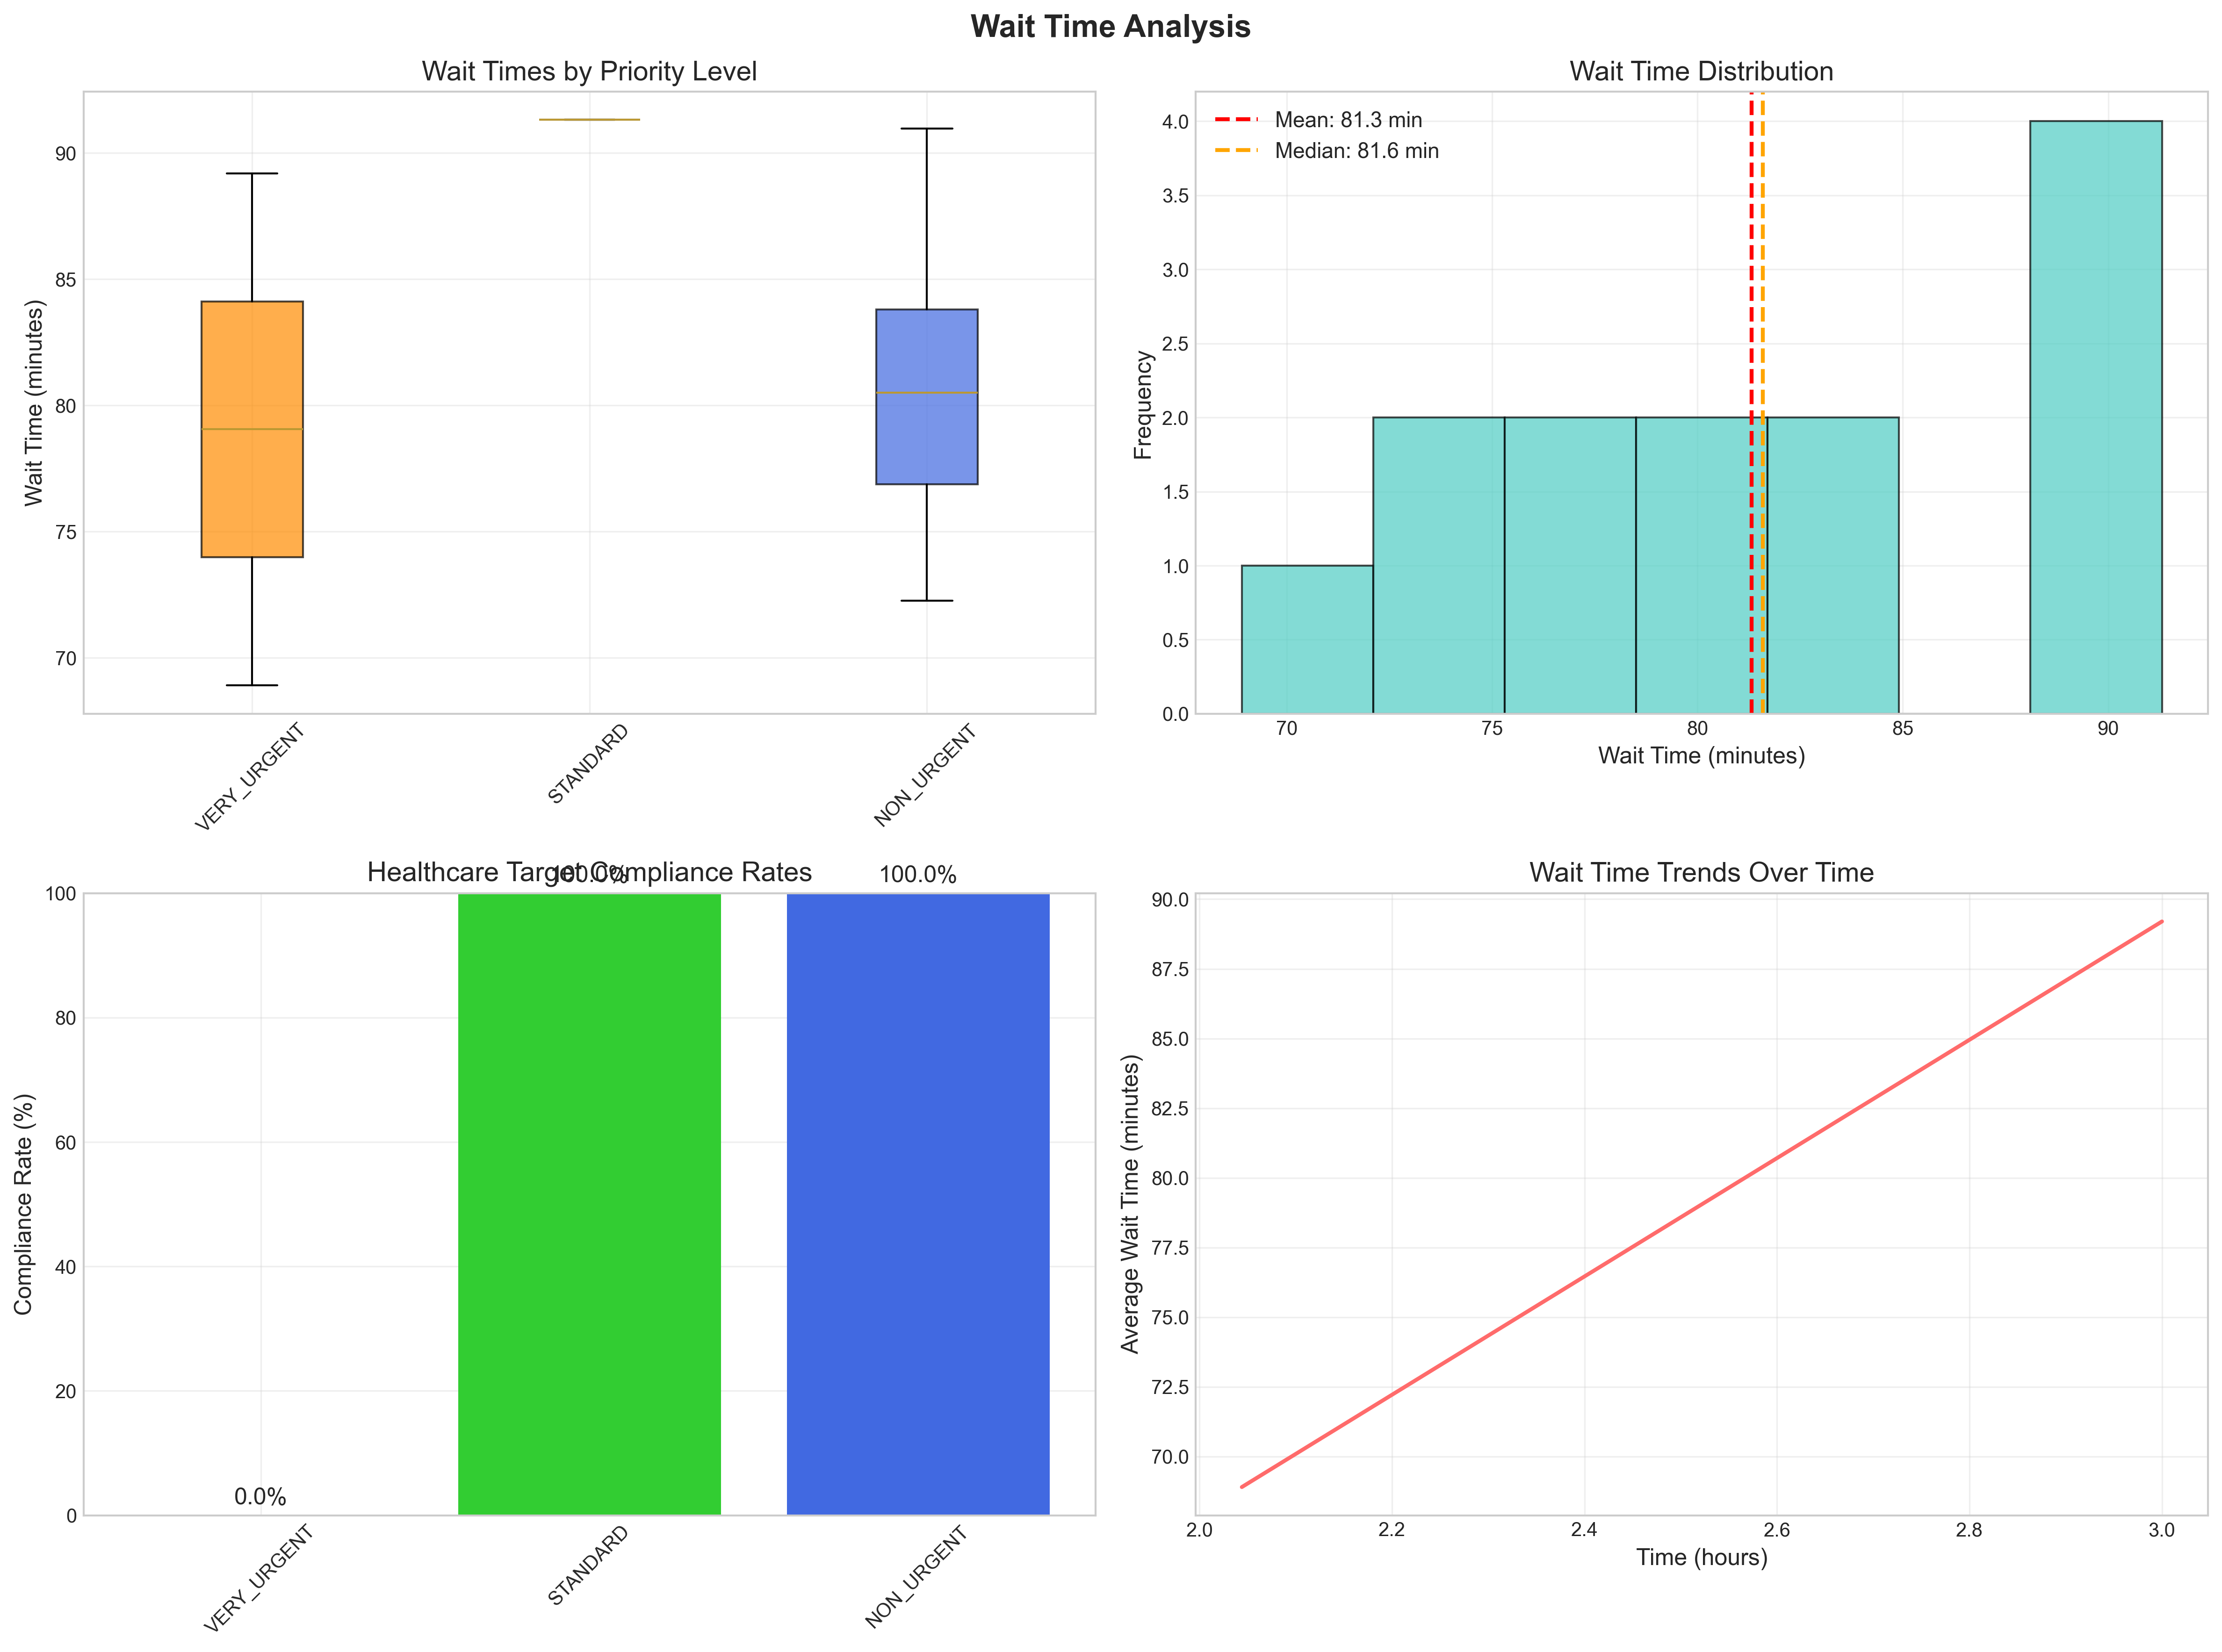 Wait Time Analysis
Wait Times by Priority Level
Wait Time (minutes)
90
85
80
75
70
VERY_URGENT
STANDARD
NON_URGENT
Wait Time Distribution
Mean: 81.3 min
Median: 81.6 min
Frequency
4.0
3.5
3.0
2.5
2.0
1.5
1.0
0.5
0.0
70
75
80
85
90
Wait Time (minutes)
Healthcare Target Compliance Rates
100.0%
100.0%
0.0%
Compliance Rate (%)
100
80
60
40
20
0
VERY_URGENT
STANDARD
NON_URGENT
Wait Time Trends Over Time
Average Wait Time (minutes)
90.0
87.5
85.0
82.5
80.0
77.5
75.0
72.5
70.0
2.0
2.2
2.4
2.6
2.8
3.0
Time (hours)